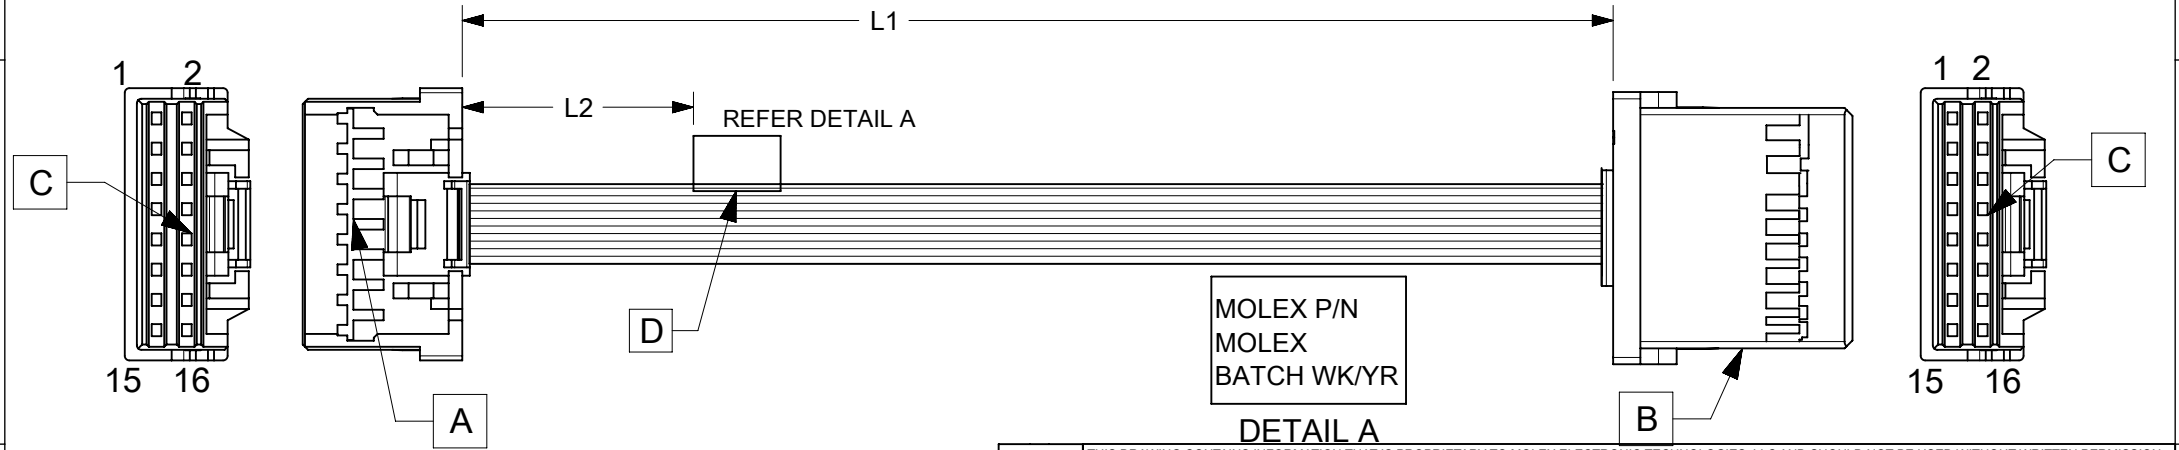 L1
1 2
L2
REFER DETAIL A
1 2
C
C
D
MOLEX P/N
MOLEX
BATCH WK/YR
15 16
15 16
A
B
DETAIL A